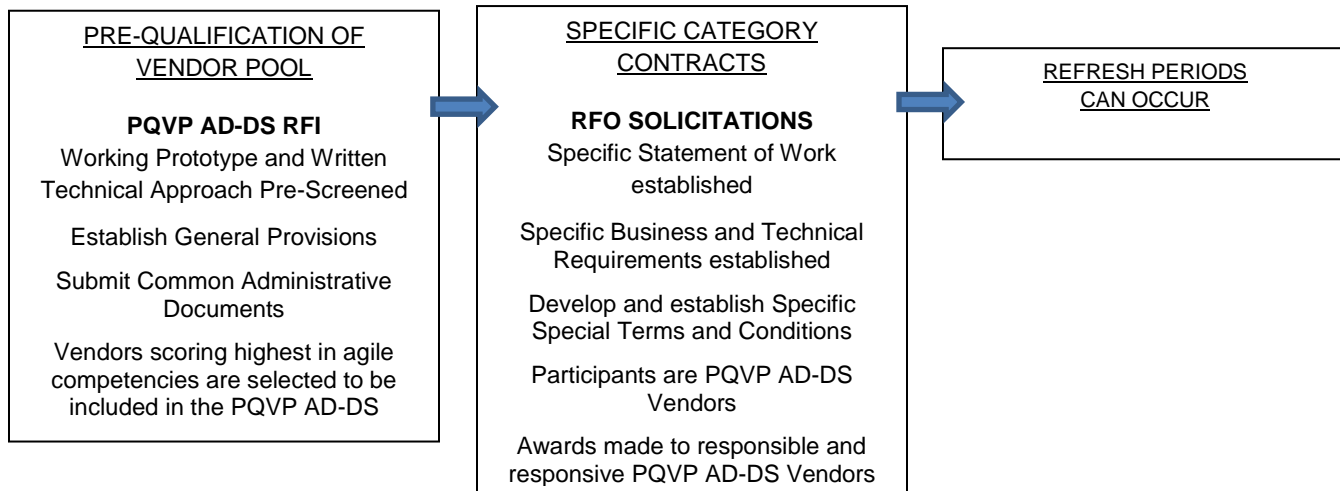 PRE-QUALIFICATION OF
VENDOR POOL
PQVP AD-DS RFI
Working Prototype and Written
Technical Approach Pre-Screened
Establish General Provisions
Submit Common Administrative
Documents
Vendors scoring highest in agile
competencies are selected to be
included in the PQVP AD-DS
SPECIFIC CATEGORY
CONTRACTS
RFO SOLICITATIONS
Specific Statement of Work
established
Specific Business and Technical
Requirements established
Develop and establish Specific
Special Terms and Conditions
Participants are PQVP AD-DS
Vendors
Awards made to responsible and
responsive PQVP AD-DS Vendors
REFRESH PERIODS
CAN OCCUR